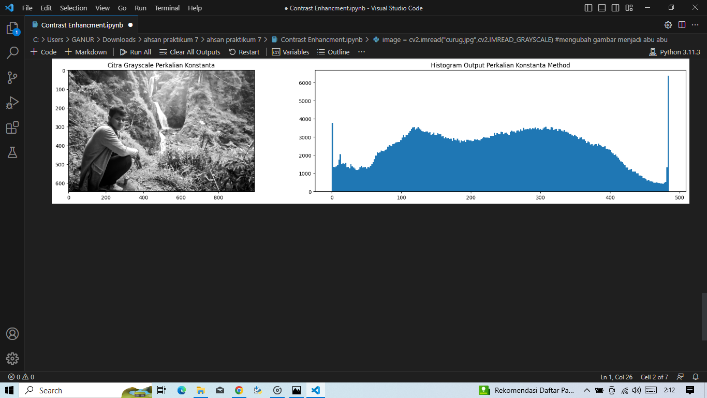 File Edit Selection View Go Run Terminal Help
● Contrast Enhancment.ipynb - Visual Studio Code
Contrast Enhancment.ipynb ●
C: > Users > GANUR > Downloads > ahsan praktikum 7 > ahsan praktikum 7 > Contrast Enhancment.ipynb > image = cv2.imread("curug.jpg",cv2.IMREAD_GRAYSCALE) #mengubah gambar menjadi abu abu
+ Code + Markdown Run All Clear All Outputs Restart Variables Outline ... Python 3.11.3
Citra Grayscale Perkalian Konstanta
0
100
200
300
400
500
600
0 200 400 600 800
Histogram Output Perkalian Konstanta Method
6000
5000
4000
3000
2000
1000
0
0 100 200 300 400 500
1
0 0 Ln 1, Col 26 Cell 2 of 7
Search Rekomendasi Daftar Pa... 2:12